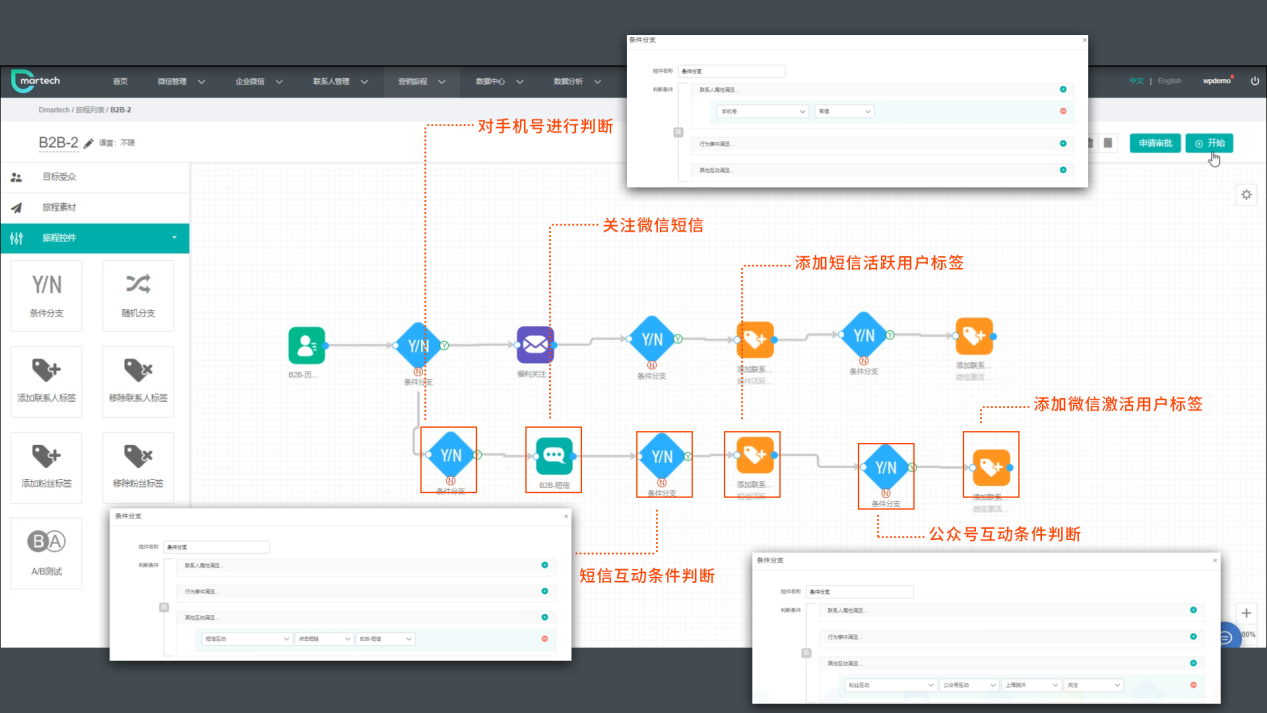 条件分支
×
控件名称 条件分支
判断条件 联系人属性满足...
手机号 有值
行为事件满足...
其他互动满足...
martech
首页 微信管理 企业微信 联系人管理 营销旅程 数据中心 数据分析
中文 | English wpdemo
Dmartech / 旅程列表 / B2B-2
B2B-2 语言: 不限
申请审批 开始
目标受众
旅程素材
旅程控件
Y/N
条件分支
随机分支
添加联系人标签
移除联系人标签
添加粉丝标签
移除粉丝标签
B A
A/B测试
对手机号进行判断
关注微信短信
添加短信活跃用户标签
B2B-历...
Y/N Y N
条件分支
福利关注
Y/N Y N
条件分支
添加联系...
邮件活跃...
Y/N Y N
条件分支
添加联系...
微信激活...
添加微信激活用户标签
Y/N Y N
条件分支
B2B-短信
Y/N Y N
条件分支
添加联系...
短信活跃...
Y/N Y N
条件分支
添加联系...
微信激活...
公众号互动条件判断
短信互动条件判断
条件分支
×
控件名称 条件分支
判断条件 联系人属性满足...
行为事件满足...
其他互动满足...
短信互动 点击短链 B2B-短信
条件分支
×
控件名称 条件分支
判断条件 联系人属性满足...
行为事件满足...
其他互动满足...
粉丝互动 公众号互动 关注